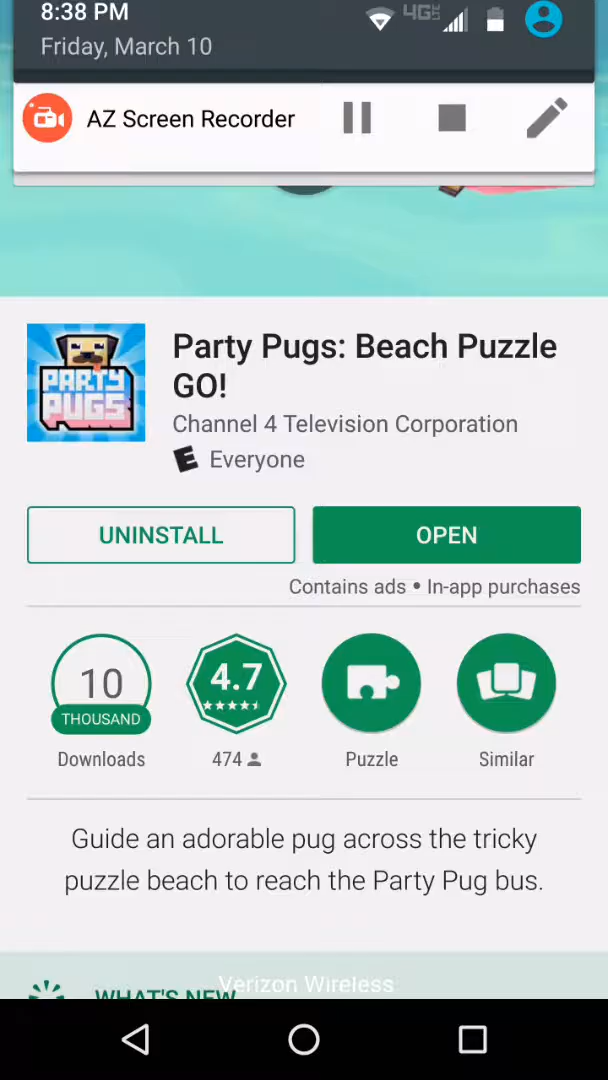 8:38 PM
4G
Friday, March 10
AZ Screen Recorder
PARTY
PUGS
Party Pugs: Beach Puzzle
GO!
Channel 4 Television Corporation
E Everyone
UNINSTALL
OPEN
Contains ads • In-app purchases
10
THOUSAND
4.7
Downloads
474
Puzzle
Similar
Guide an adorable pug across the tricky
puzzle beach to reach the Party Pug bus.
Verizon Wireless
WHAT'S NEW